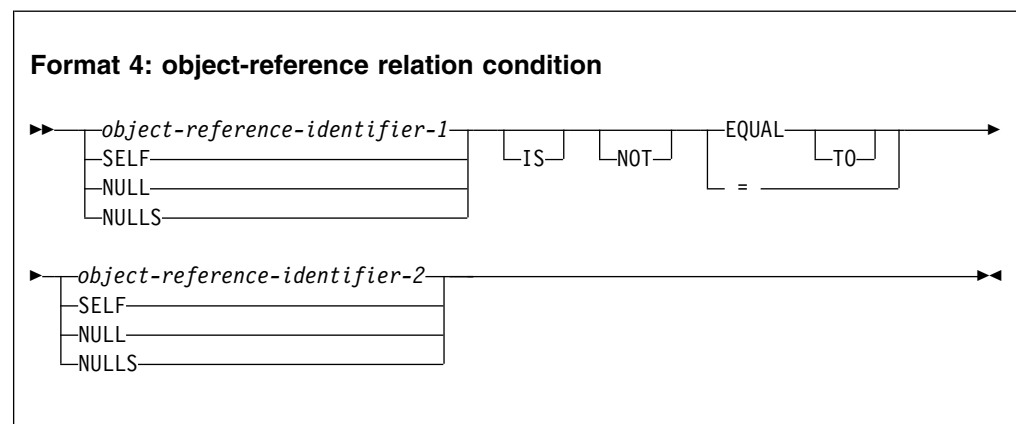 Format 4: object-reference relation condition
object-reference-identifier-1 EQUAL
SELF IS NOT TO
NULL =
NULLS
object-reference-identifier-2
SELF
NULL
NULLS